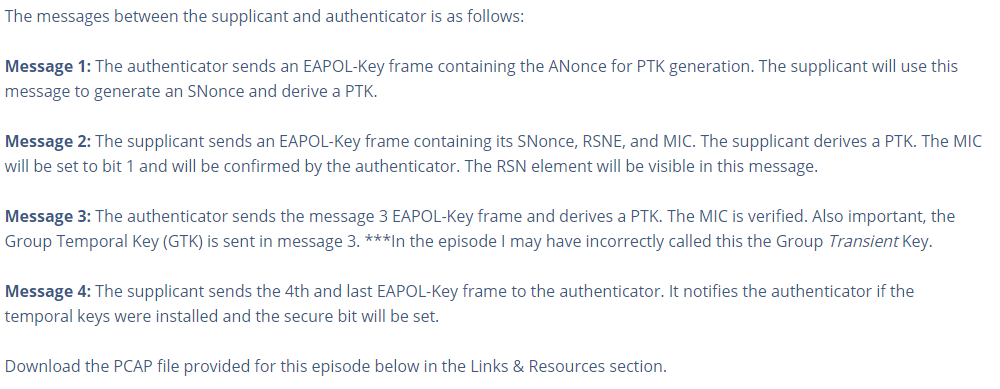 The messages between the supplicant and authenticator is as follows:
Message 1: The authenticator sends an EAPOL-Key frame containing the ANonce for PTK generation. The supplicant will use this
message to generate an SNonce and derive a PTK.
Message 2: The supplicant sends an EAPOL-Key frame containing its SNonce, RSNE, and MIC. The supplicant derives a PTK. The MIC
will be set to bit 1 and will be confirmed by the authenticator. The RSN element will be visible in this message.
Message 3: The authenticator sends the message 3 EAPOL-Key frame and derives a PTK. The MIC is verified. Also important, the
Group Temporal Key (GTK) is sent in message 3. ***In the episode I may have incorrectly called this the Group Transient Key.
Message 4: The supplicant sends the 4th and last EAPOL-Key frame to the authenticator. It notifies the authenticator if the
temporal keys were installed and the secure bit will be set.
Download the PCAP file provided for this episode below in the Links & Resources section.